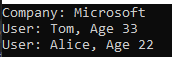 Company: Microsoft
User: Tom, Age 33
User: Alice, Age 22